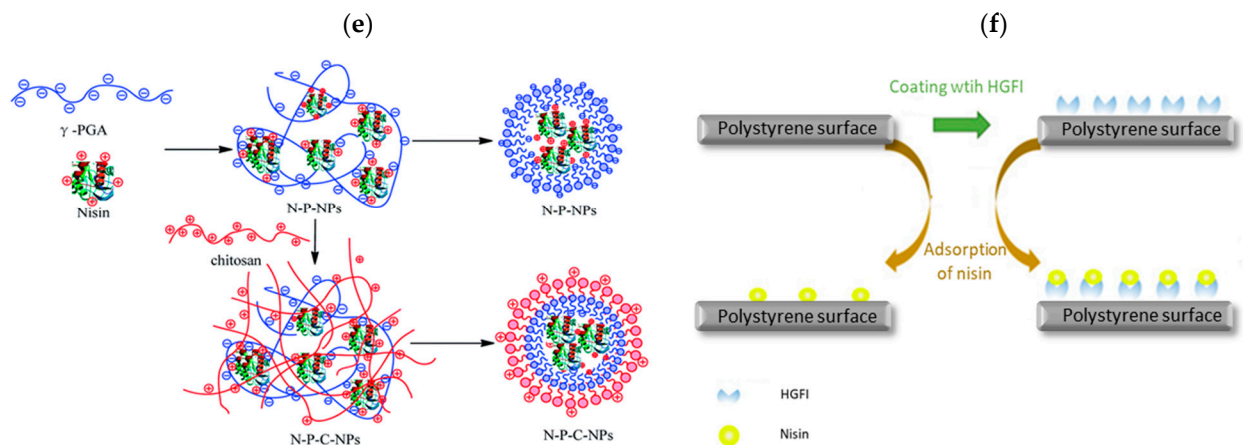 (e)
γ -PGA
Nisin
N-P-NPs
N-P-NPs
chitosan
N-P-C-NPs
N-P-C-NPs
(f)
Coating wtih HGFI
Polystyrene surface
Polystyrene surface
Adsorption
of nisin
Polystyrene surface
Polystyrene surface
HGFI
Nisin